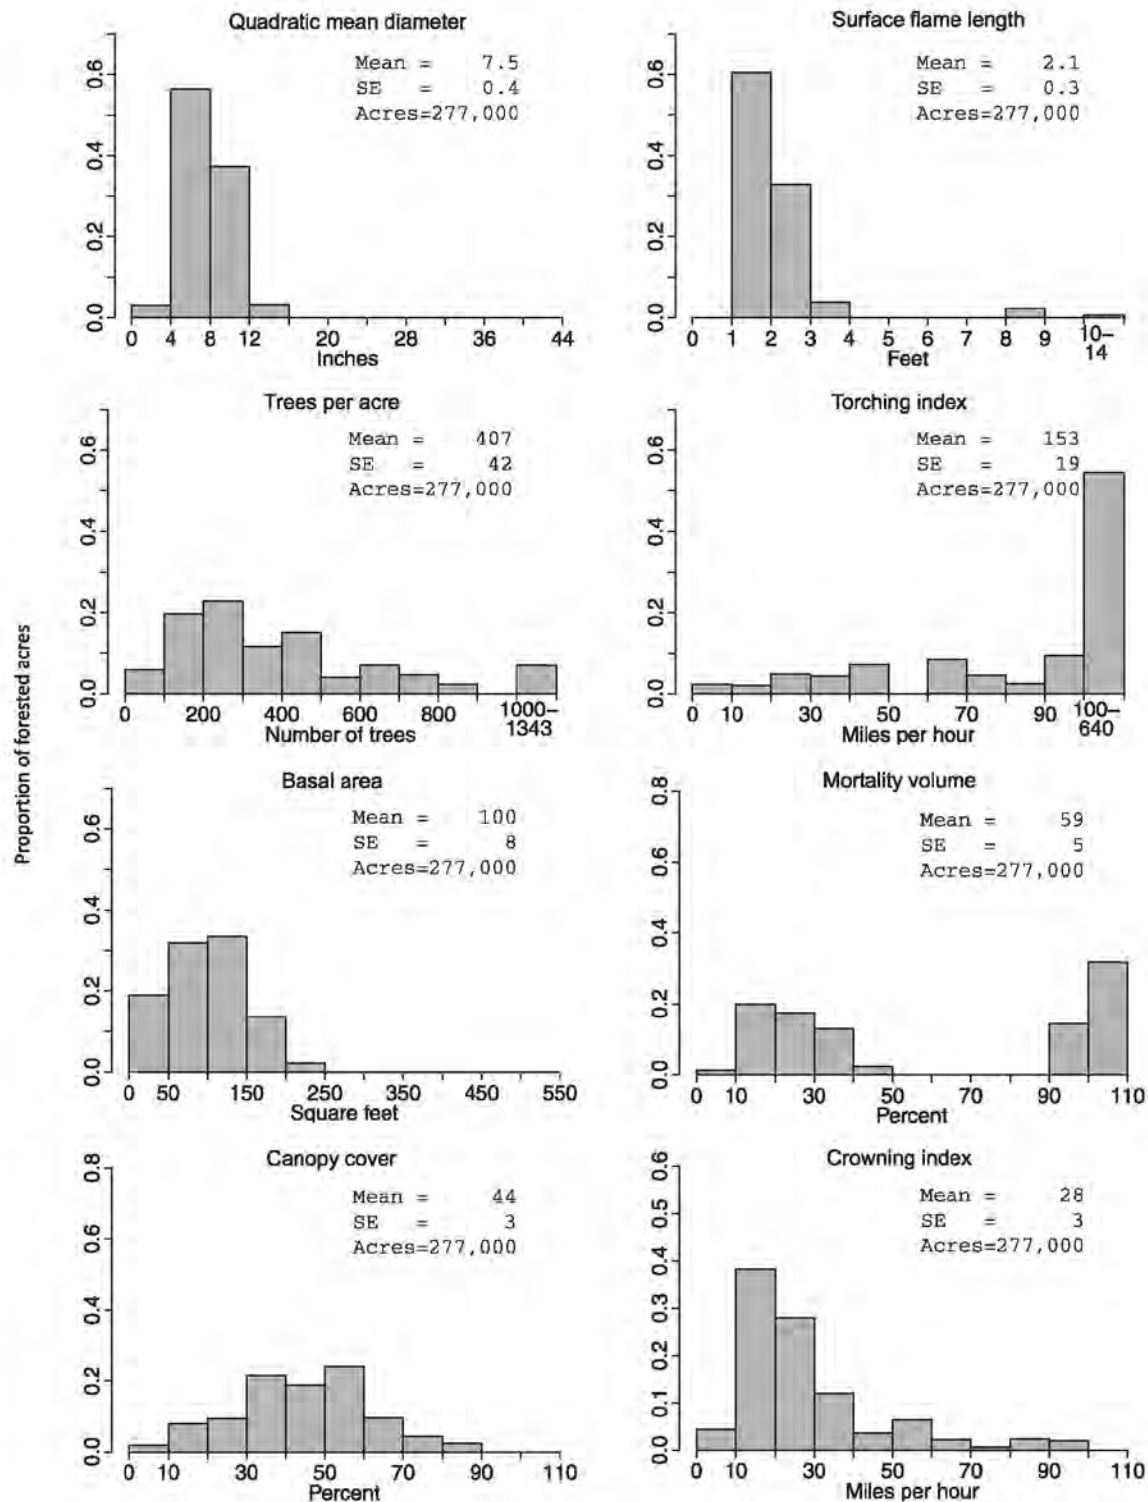 Proportion of forested acres
Quadratic mean diameter
Mean = 7.5
SE = 0.4
Acres=277,000
0.6
0.4
0.2
0.0
0 4 8 12 20 28 36 44
Inches
Surface flame length
Mean = 2.1
SE = 0.3
Acres=277,000
0.6
0.4
0.2
0.0
0 1 2 3 4 5 6 7 8 9 10–
14
Feet
Trees per acre
Mean = 407
SE = 42
Acres=277,000
0.6
0.4
0.2
0.0
0 200 400 600 800 1000–
1343
Number of trees
Torching index
Mean = 153
SE = 19
Acres=277,000
0.6
0.4
0.2
0.0
0 10 30 50 70 90 100–
640
Miles per hour
Basal area
Mean = 100
SE = 8
Acres=277,000
0.6
0.4
0.2
0.0
0 50 150 250 350 450 550
Square feet
Mortality volume
Mean = 59
SE = 5
Acres=277,000
0.8
0.6
0.4
0.2
0.0
0 10 30 50 70 90 110
Percent
Canopy cover
Mean = 44
SE = 3
Acres=277,000
0.8
0.6
0.4
0.2
0.0
0 10 30 50 70 90 110
Percent
Crowning index
Mean = 28
SE = 3
Acres=277,000
0.6
0.5
0.4
0.3
0.2
0.1
0.0
0 10 30 50 70 90 110
Miles per hour